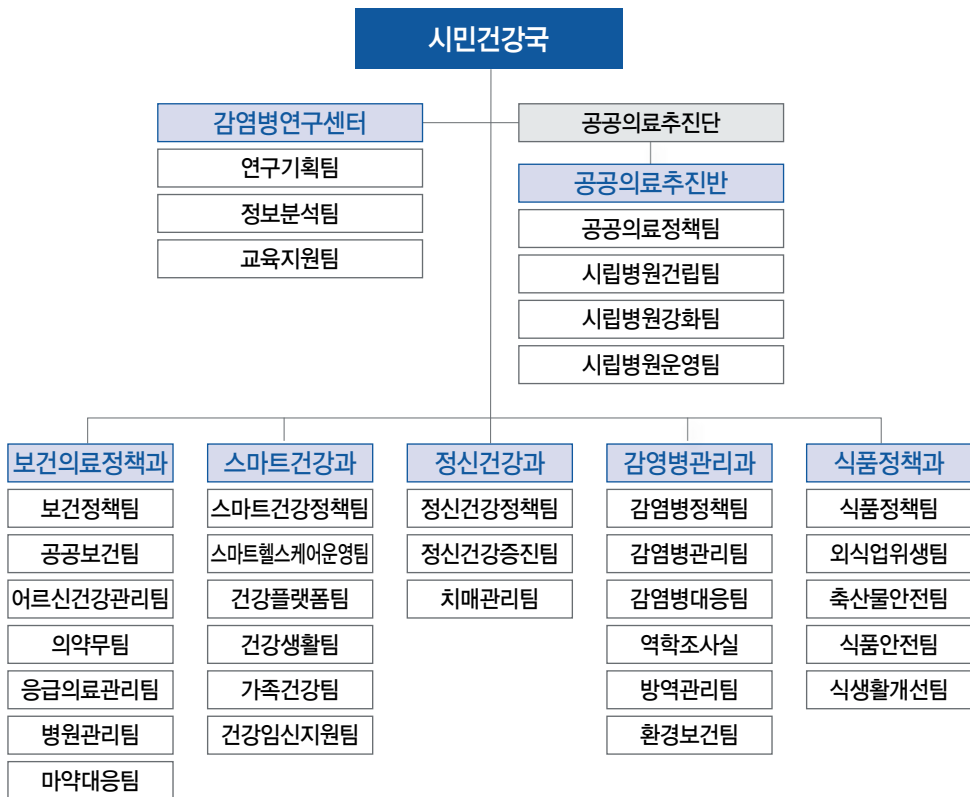 시민건강국
감염병연구센터
연구기획팀
정보분석팀
교육지원팀
공공의료추진단
공공의료추진반
공공의료정책팀
시립병원건립팀
시립병원강화팀
시립병원운영팀
보건의료정책과
보건정책팀
공공보건팀
어르신건강관리팀
의약무팀
응급의료관리팀
병원관리팀
마약대응팀
스마트건강과
스마트건강정책팀
스마트헬스케어운영팀
건강플랫폼팀
건강생활팀
가족건강팀
건강임신지원팀
정신건강과
정신건강정책팀
정신건강증진팀
치매관리팀
감영병관리과
감염병정책팀
감염병관리팀
감염병대응팀
역학조사실
방역관리팀
환경보건팀
식품정책과
식품정책팀
외식업위생팀
축산물안전팀
식품안전팀
식생활개선팀